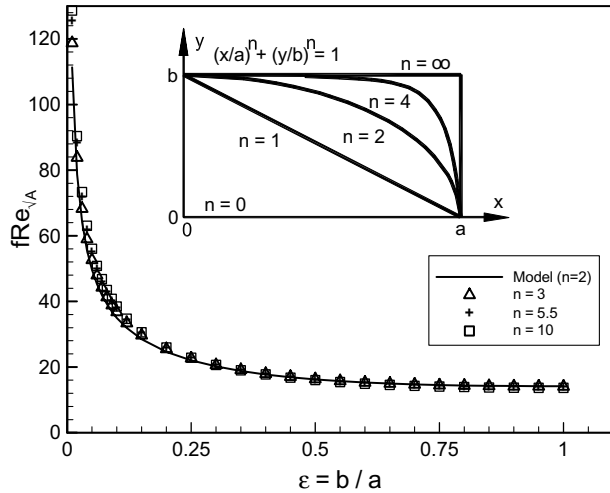 y
(x/a)ⁿ + (y/b)ⁿ = 1
n = ∞
b
n = 4
n = 2
n = 1
n = 0
x
0
0
a
120
100
80
60
40
20
0
fRe√A
Model (n=2)
n = 3
n = 5.5
n = 10
0 0.25 0.5 0.75 1
ε = b / a